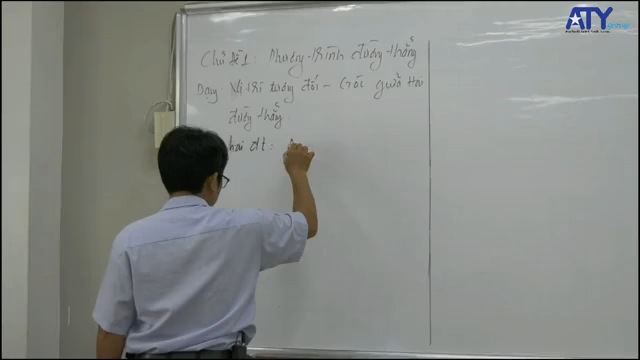 ATY
Chủ đề 1: Phương trình đường thẳng
Dạng Vị trí tương đối - Góc giữa Hai
đường thẳng.
hai đt: